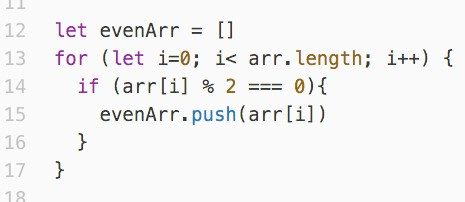 11
12 let evenArr = []
13 for (let i=0; i< arr.length; i++) {
14   if (arr[i] % 2 === 0){
15     evenArr.push(arr[i])
16   }
17 }
18